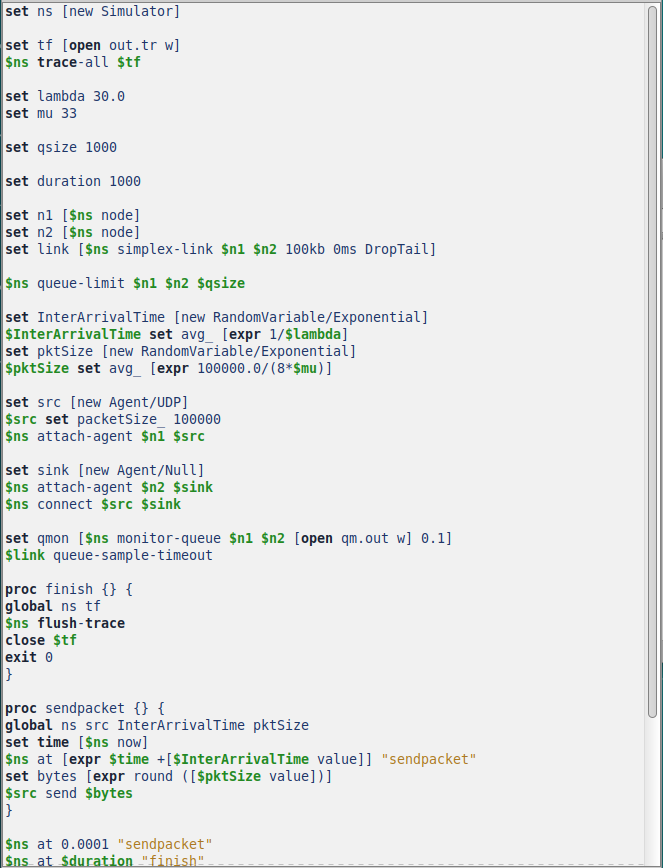 set ns [new Simulator]
set tf [open out.tr w]
$ns trace-all $tf
set lambda 30.0
set mu 33
set qsize 1000
set duration 1000
set n1 [$ns node]
set n2 [$ns node]
set link [$ns simplex-link $n1 $n2 100kb 0ms DropTail]
$ns queue-limit $n1 $n2 $qsize
set InterArrivalTime [new RandomVariable/Exponential]
$InterArrivalTime set avg_ [expr 1/$lambda]
set pktSize [new RandomVariable/Exponential]
$pktSize set avg_ [expr 100000.0/(8*$mu)]
set src [new Agent/UDP]
$src set packetSize_ 100000
$ns attach-agent $n1 $src
set sink [new Agent/Null]
$ns attach-agent $n2 $sink
$ns connect $src $sink
set qmon [$ns monitor-queue $n1 $n2 [open qm.out w] 0.1]
$link queue-sample-timeout
proc finish {} {
global ns tf
$ns flush-trace
close $tf
exit 0
}
proc sendpacket {} {
global ns src InterArrivalTime pktSize
set time [$ns now]
$ns at [expr $time +[$InterArrivalTime value]] "sendpacket"
set bytes [expr round ([$pktSize value])]
$src send $bytes
}
$ns at 0.0001 "sendpacket"
$ns at $duration "finish"